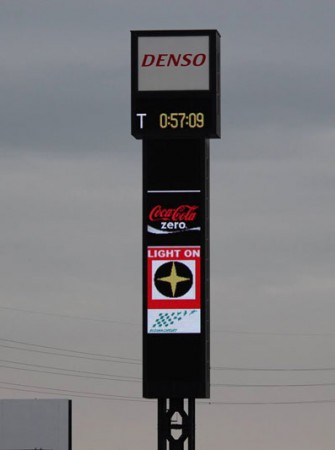 DENSO
T 0:57:09
Coca-Cola
zero
LIGHT ON